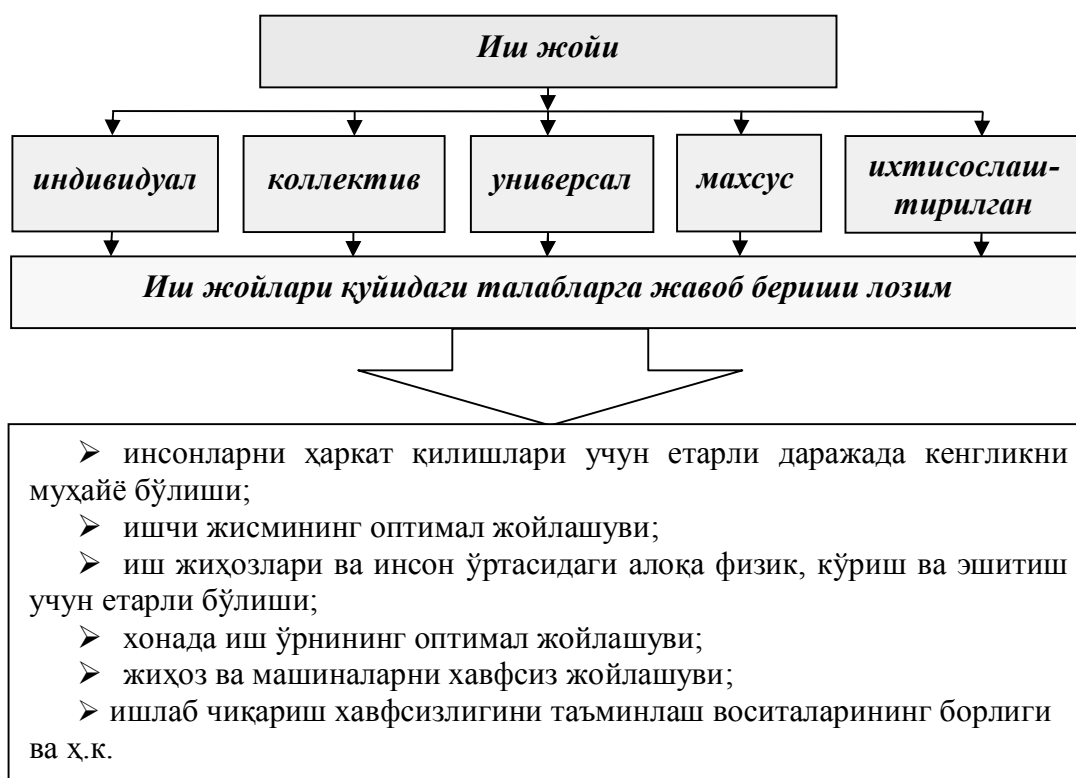 Иш жойи
индивидуал
коллектив
универсал
махсус
ихтисослаш-
тирилган
Иш жойлари қуйидаги талабларга жавоб бериши лозим
➢ инсонларни ҳаркат қилишлари учун етарли даражада кенгликни
муҳайё бўлиши;
➢ ишчи жисмининг оптимал жойлашуви;
➢ иш жиҳозлари ва инсон ўртасидаги алоқа физик, кўриш ва эшитиш
учун етарли бўлиши;
➢ хонада иш ўрнининг оптимал жойлашуви;
➢ жиҳоз ва машиналарни хавфсиз жойлашуви;
➢ ишлаб чиқариш хавфсизлигини таъминлаш воситаларининг борлиги
ва ҳ.к.